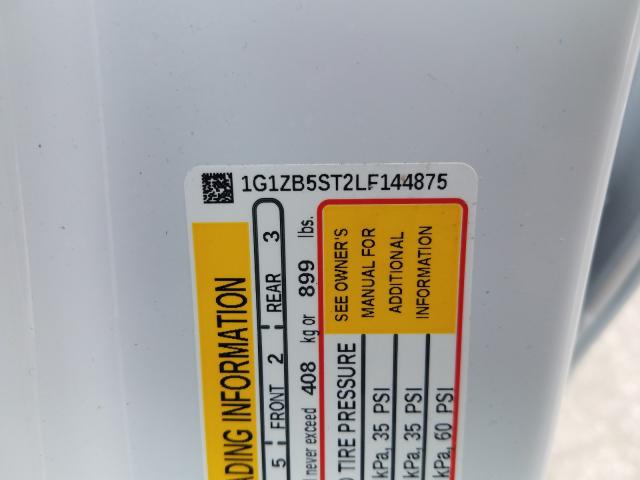 1G1ZB5ST2LF144875
ADING INFORMATION
5 FRONT 2 REAR 3
never exceed 408 kg or 899 lbs.
SEE OWNER'S
MANUAL FOR
ADDITIONAL
INFORMATION
TIRE PRESSURE
kPa, 35 PSI
kPa, 35 PSI
kPa, 60 PSI